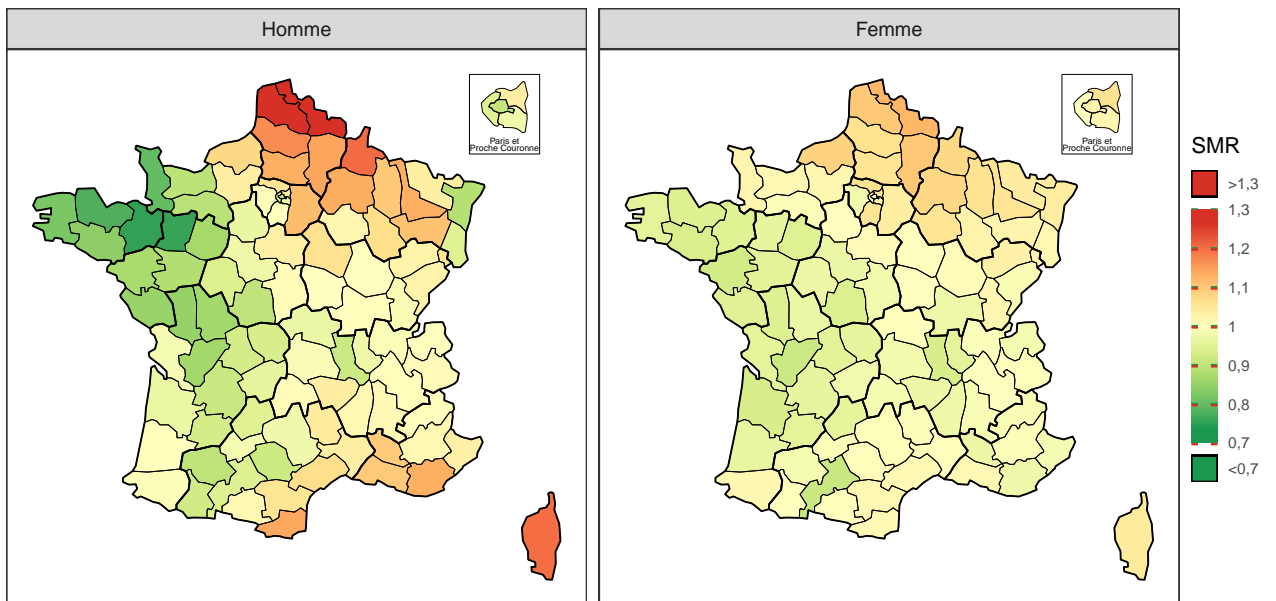 Homme
Femme
Paris et
Proche Couronne
Paris et
Proche Couronne
SMR
>1,3
1,3
1,2
1,1
1
0,9
0,8
0,7
<0,7